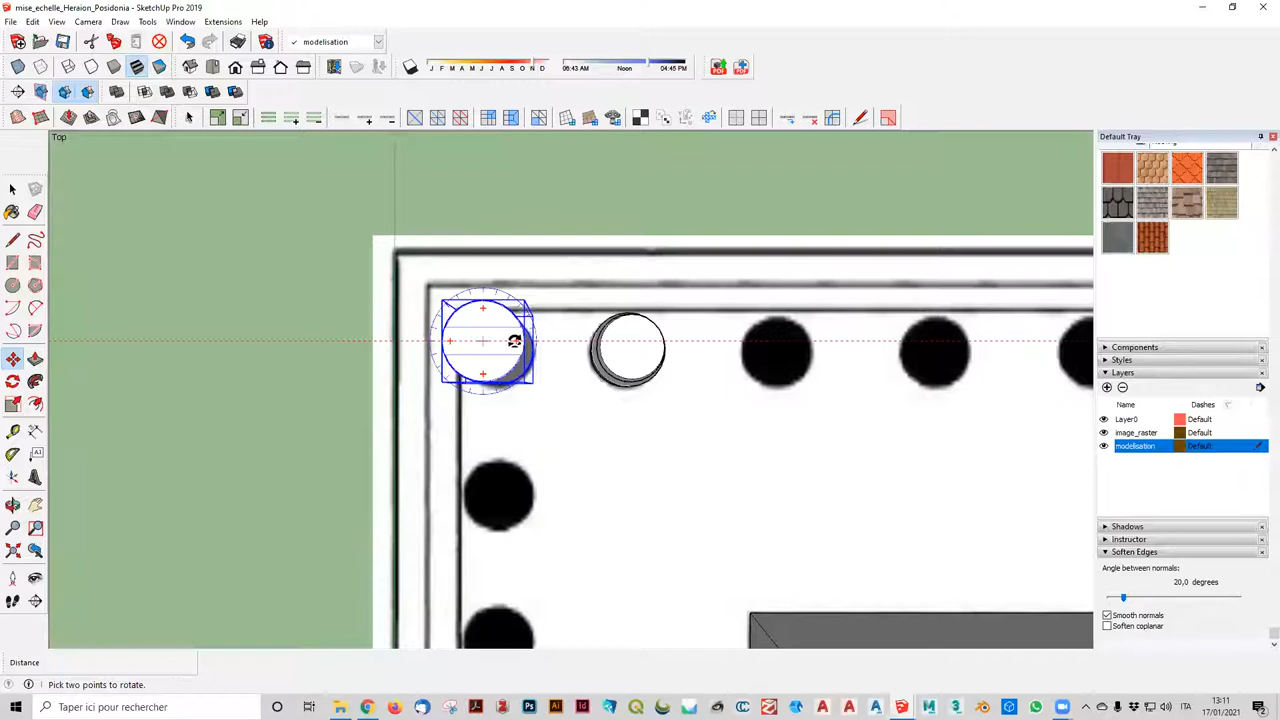 mise_echelle_Heraion_Posidonia - SketchUp Pro 2019
File Edit View Camera Draw Tools Window Extensions Help
modelisation
J F M A M J J A S O N D
06:43 AM Noon 04:45 PM
Top
Default Tray
Components
Styles
Layers
Name Dashes
Layer0 Default
image_raster Default
modelisation Default
Shadows
Instructor
Soften Edges
Angle between normals:
20,0 degrees
Smooth normals
Soften coplanar
Distance
Pick two points to rotate.
Taper ici pour rechercher
13:11
17/01/2021